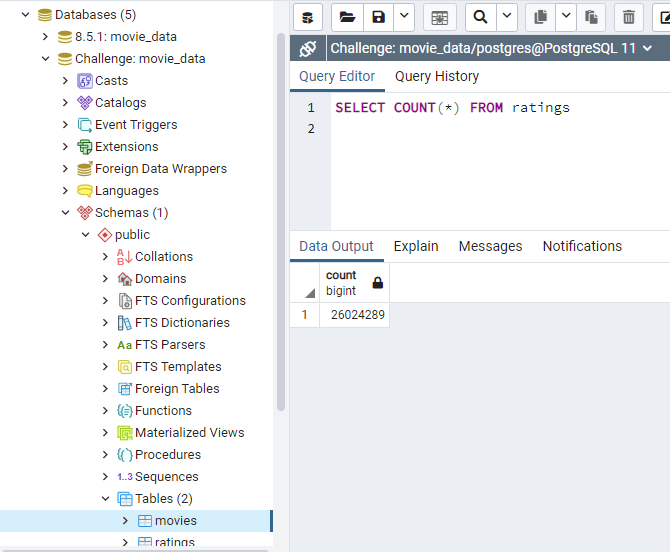 Databases (5)
8.5.1: movie_data
Challenge: movie_data
Casts
Catalogs
Event Triggers
Extensions
Foreign Data Wrappers
Languages
Schemas (1)
public
Collations
Domains
FTS Configurations
FTS Dictionaries
FTS Parsers
FTS Templates
Foreign Tables
Functions
Materialized Views
Procedures
1..3 Sequences
Tables (2)
movies
ratings
Challenge: movie_data/postgres@PostgreSQL 11
Query Editor Query History
1 SELECT COUNT(*) FROM ratings
2
Data Output Explain Messages Notifications
count
bigint
1 26024289